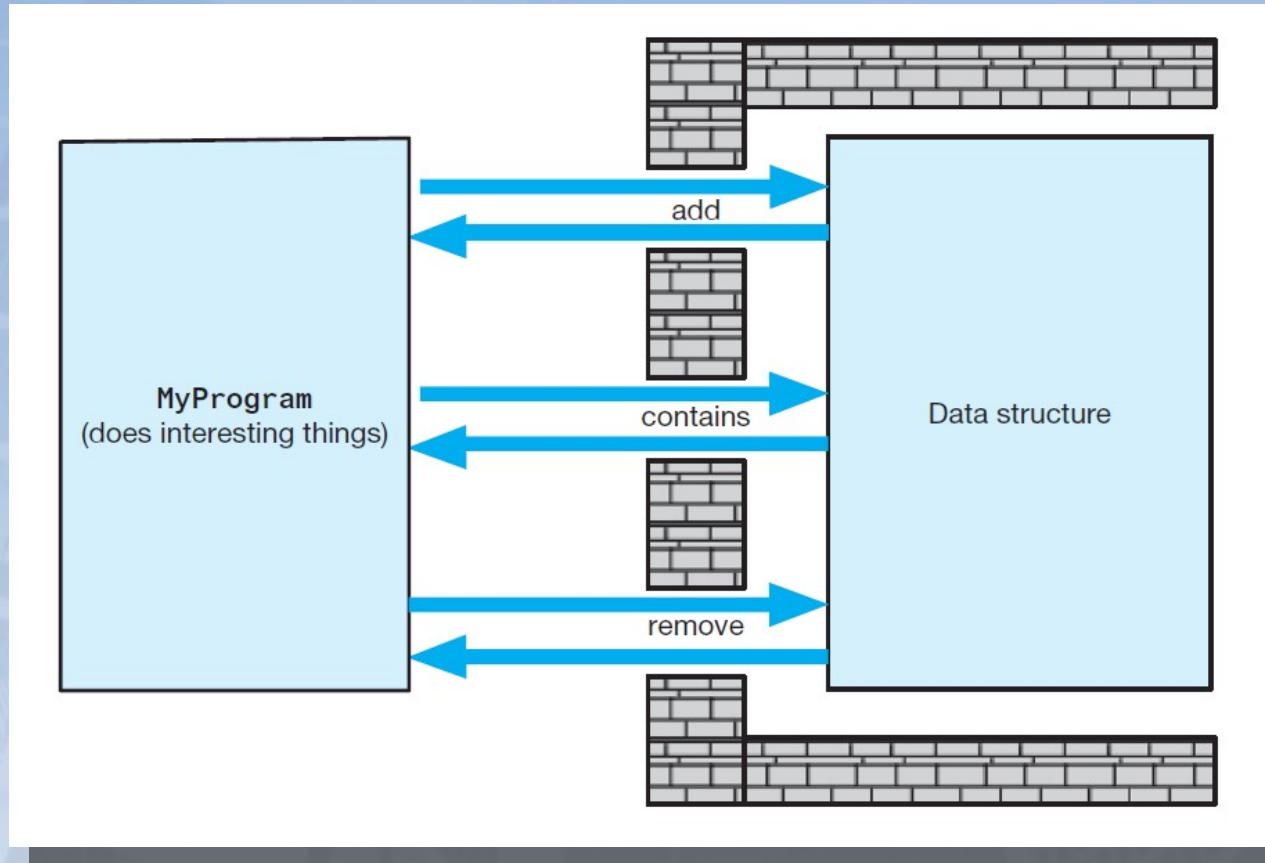 add
MyProgram
(does interesting things)
contains
Data structure
remove